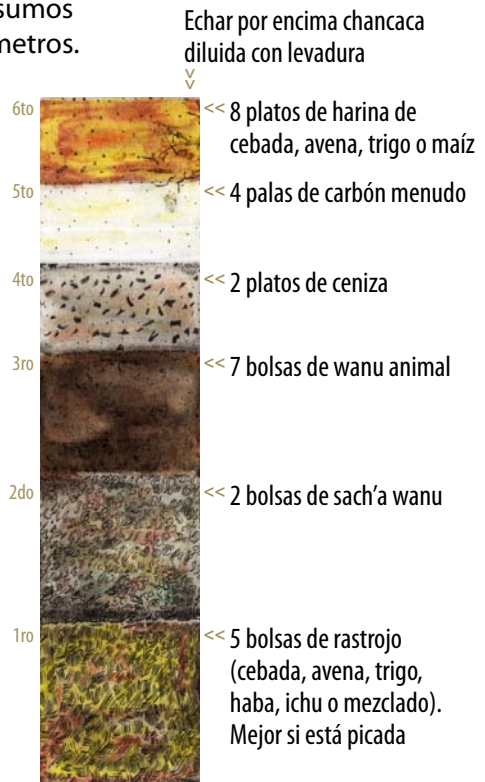 sumos
metros.
Echar por encima chancaca
diluida con levadura
>>
6to << 8 platos de harina de
cebada, avena, trigo o maíz
5to << 4 palas de carbón menudo
4to << 2 platos de ceniza
3ro << 7 bolsas de wanu animal
2do << 2 bolsas de sach’a wanu
1ro << 5 bolsas de rastrojo
(cebada, avena, trigo,
haba, ichu o mezclado).
Mejor si está picada